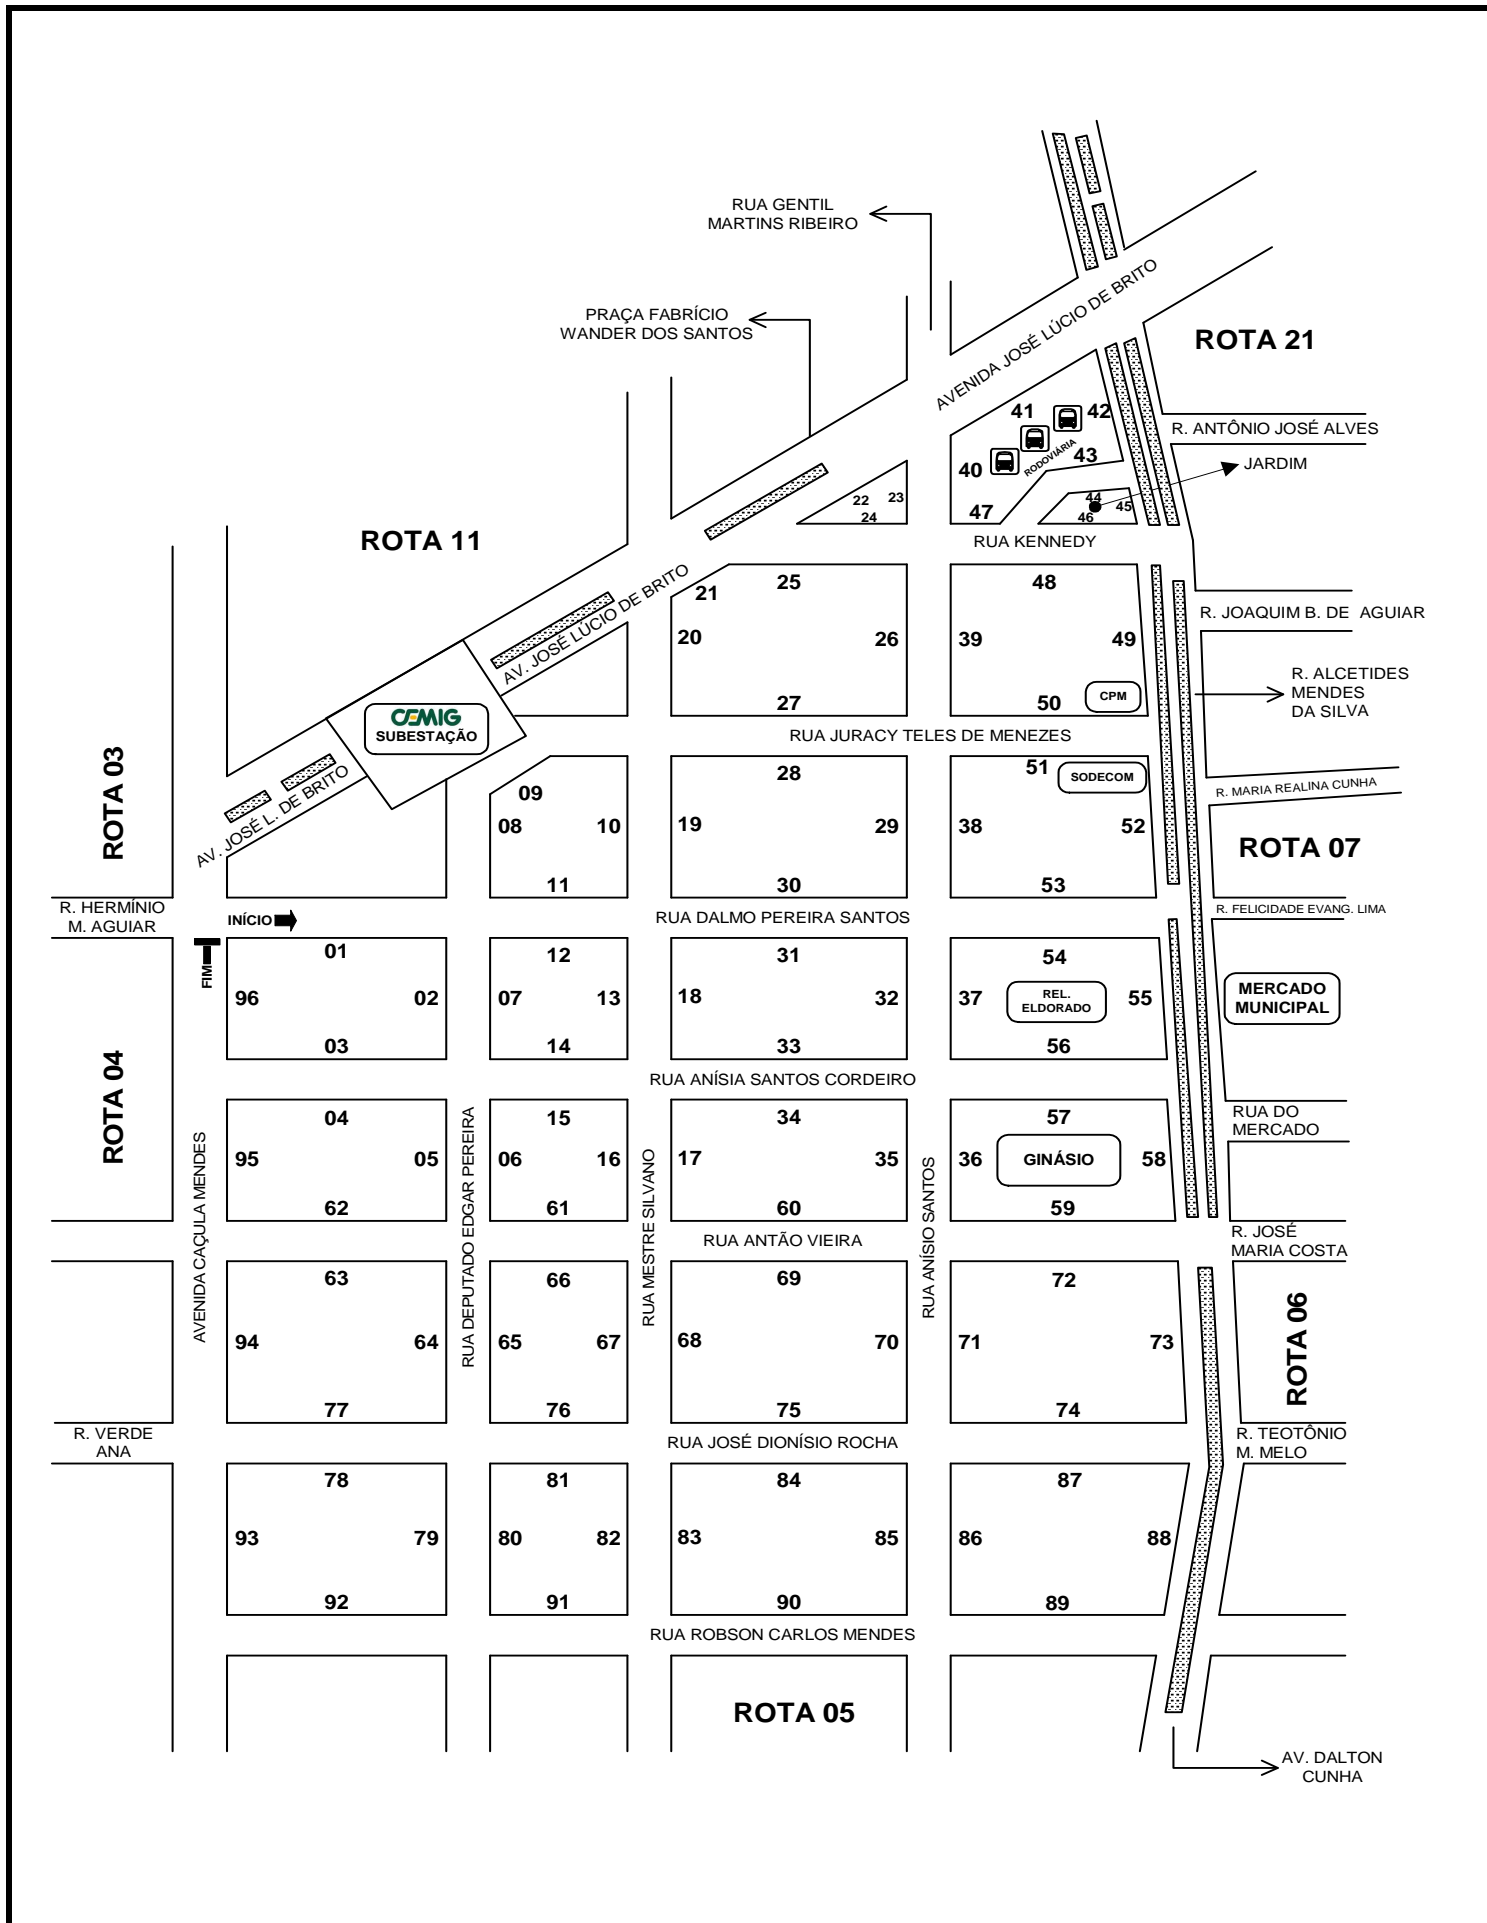 RUA GENTIL
MARTINS RIBEIRO
PRAÇA FABRÍCIO
WANDER DOS SANTOS
AVENIDA JOSÉ LÚCIO DE BRITO
ROTA 21
41
42
R. ANTÔNIO JOSÉ ALVES
40
RODOVIÁRIA
43
JARDIM
22
23
24
47
44
45
46
ROTA 11
RUA KENNEDY
21
25
48
AV. JOSÉ LÚCIO DE BRITO
R. JOAQUIM B. DE AGUIAR
20
26
39
49
R. ALCETIDES
MENDES
DA SILVA
27
50
CPM
CEMIG
SUBESTAÇÃO
RUA JURACY TELES DE MENEZES
ROTA 03
AV. JOSÉ L. DE BRITO
09
28
51
SODECOM
R. MARIA REALINA CUNHA
08
10
19
29
38
52
ROTA 07
11
30
53
R. HERMÍNIO
M. AGUIAR
INÍCIO
RUA DALMO PEREIRA SANTOS
R. FELICIDADE EVANG. LIMA
FIM
01
12
31
54
96
02
07
13
18
32
37
REL.
ELDORADO
55
MERCADO
MUNICIPAL
03
14
33
56
ROTA 04
RUA ANÍSIA SANTOS CORDEIRO
04
15
34
57
RUA DO
MERCADO
AVENIDA CAÇULA MENDES
95
05
RUA DEPUTADO EDGAR PEREIRA
06
16
RUA MESTRE SILVANO
17
35
RUA ANÍSIO SANTOS
36
GINÁSIO
58
62
61
60
59
RUA ANTÃO VIEIRA
R. JOSÉ
MARIA COSTA
63
66
69
72
94
64
65
67
68
70
71
73
ROTA 06
77
76
75
74
R. VERDE
ANA
RUA JOSÉ DIONÍSIO ROCHA
R. TEOTÔNIO
M. MELO
78
81
84
87
93
79
80
82
83
85
86
88
92
91
90
89
RUA ROBSON CARLOS MENDES
ROTA 05
AV. DALTON
CUNHA